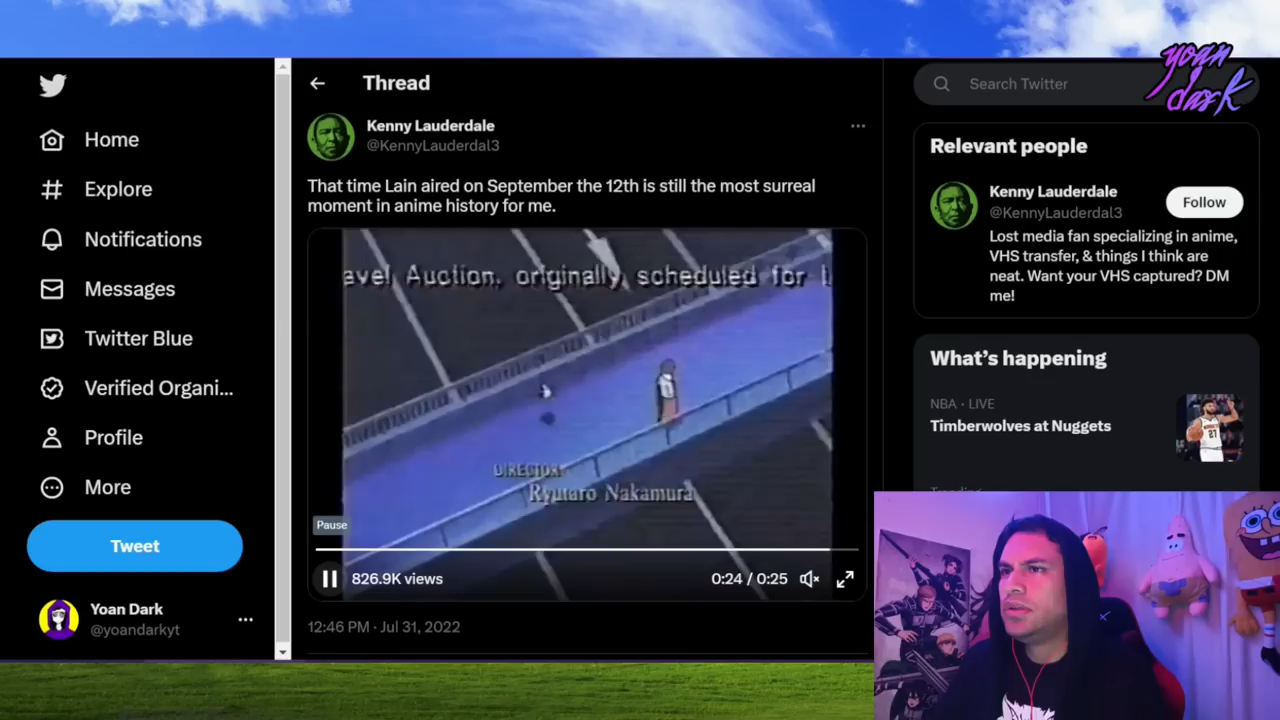 yoan
dark
Home
Explore
Notifications
Messages
Twitter Blue
Verified Organi...
Profile
More
Tweet
Yoan Dark
@yoandarkyt
Thread
Kenny Lauderdale
@KennyLauderdal3
That time Lain aired on September the 12th is still the most surreal
moment in anime history for me.
avel Auction, originally scheduled for
DIRECTOR
Ryutaro Nakamura
Pause
826.9K views
0:24 / 0:25
12:46 PM · Jul 31, 2022
Search Twitter
Relevant people
Kenny Lauderdale
@KennyLauderdal3
Follow
Lost media fan specializing in anime,
VHS transfer, & things I think are
neat. Want your VHS captured? DM
me!
What's happening
NBA · LIVE
Timberwolves at Nuggets